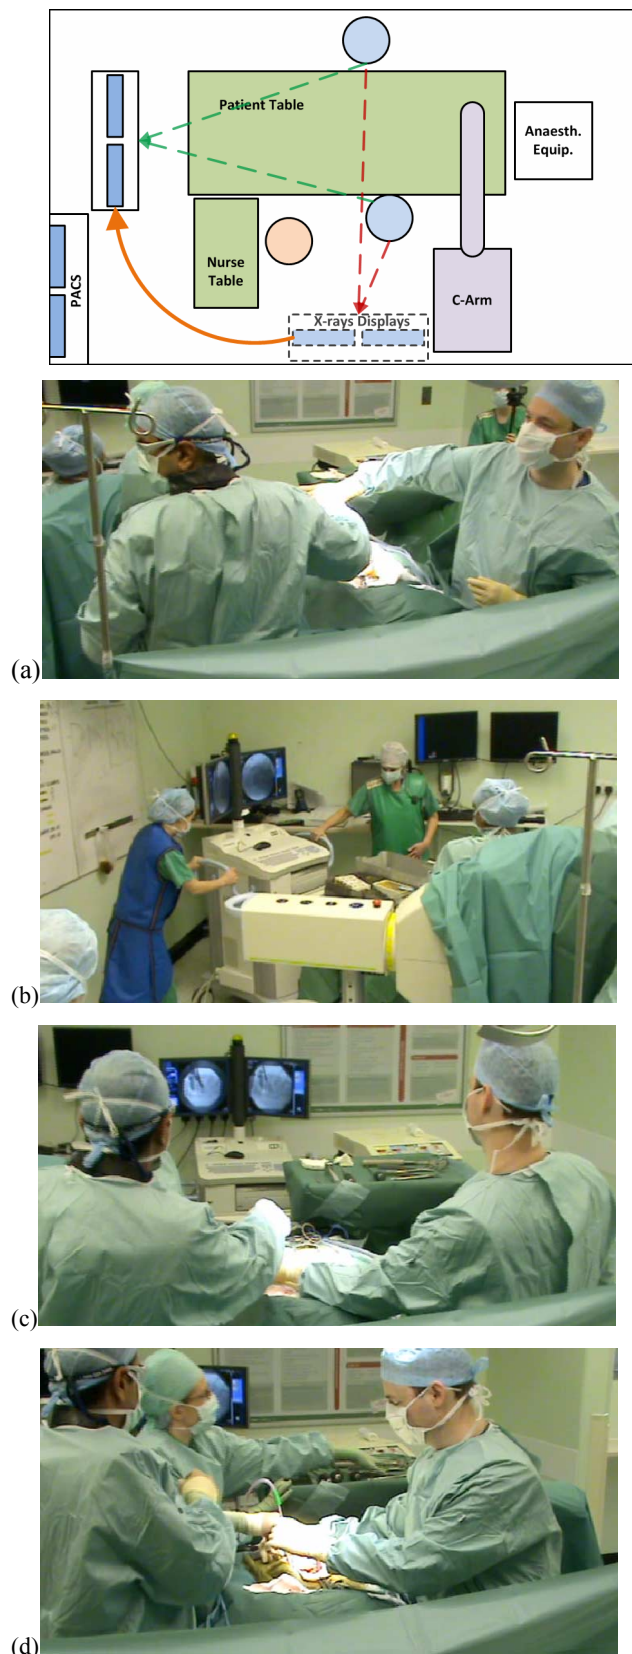 Patient Table
Anaesth.
Equip.
Nurse
Table
C-Arm
PACS
X-rays Displays
(a)
(b)
(c)
(d)